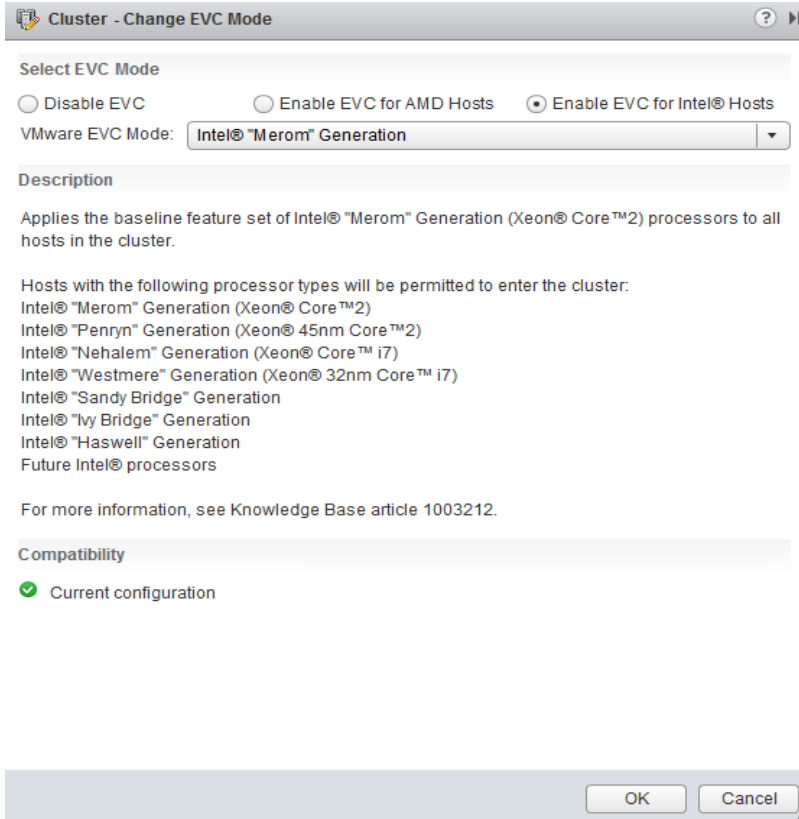 Cluster - Change EVC Mode ?
Select EVC Mode
Disable EVC Enable EVC for AMD Hosts Enable EVC for Intel® Hosts
VMware EVC Mode: Intel® "Merom" Generation
Description
Applies the baseline feature set of Intel® "Merom" Generation (Xeon® Core™2) processors to all
hosts in the cluster.
Hosts with the following processor types will be permitted to enter the cluster:
Intel® "Merom" Generation (Xeon® Core™2)
Intel® "Penryn" Generation (Xeon® 45nm Core™2)
Intel® "Nehalem" Generation (Xeon® Core™ i7)
Intel® "Westmere" Generation (Xeon® 32nm Core™ i7)
Intel® "Sandy Bridge" Generation
Intel® "Ivy Bridge" Generation
Intel® "Haswell" Generation
Future Intel® processors
For more information, see Knowledge Base article 1003212.
Compatibility
Current configuration
OK Cancel